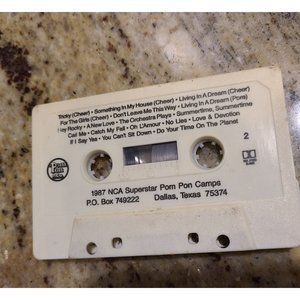 Tricky (Cheer) • Something In My House (Cheer) • Living In A Dream (Cheer)
For The Girls (Cheer) • Don't Leave Me This Way • Living In A Dream (Pom)
Hey Rocky • A New Love • The Orchestra Plays • Summertime, Summertime
Call Me • Catch My Fall • Oh L'Amour • No Lies • Love & Devotion
If I Say Yes • You Can't Sit Down • Do Your Time On The Planet
2
1987 NCA Superstar Pom Pon Camps
P.O. Box 749222 Dallas, Texas 75374